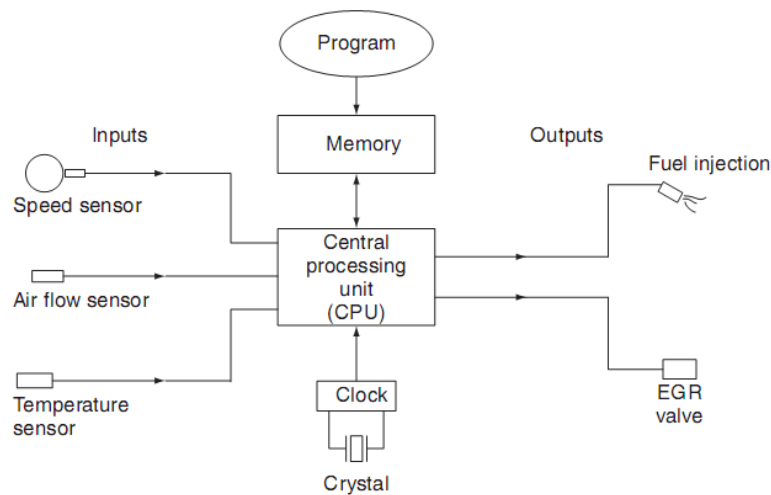 Program
Inputs
Memory
Outputs
Fuel injection
Speed sensor
Central
processing
unit
(CPU)
Air flow sensor
Temperature
sensor
Clock
EGR
valve
Crystal